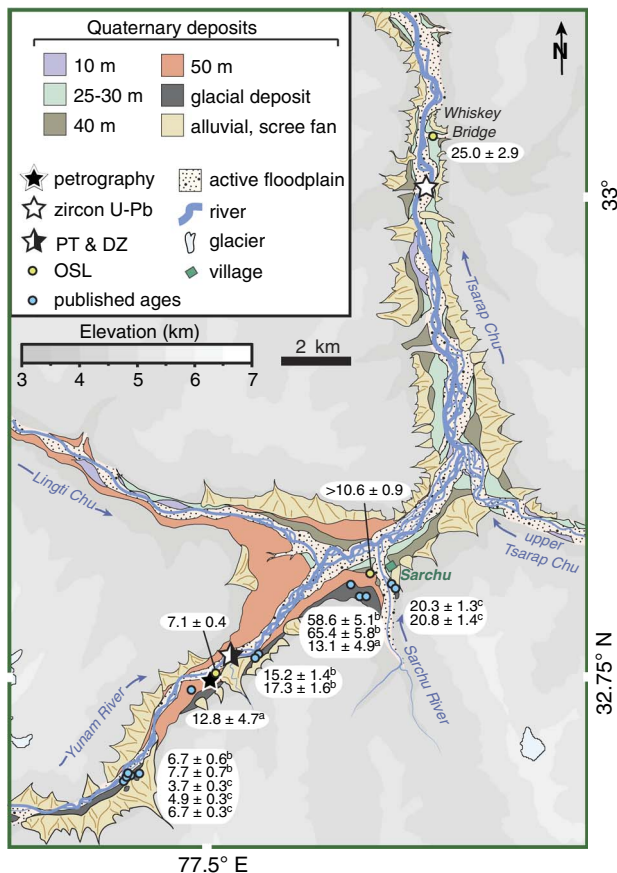 Quaternary deposits
10 m
50 m
25-30 m
glacial deposit
40 m
alluvial, scree fan
petrography
active floodplain
zircon U-Pb
river
PT & DZ
glacier
OSL
village
published ages
Elevation (km)
3 4 5 6 7
2 km
N
Whiskey
Bridge
25.0 ± 2.9
33°
Tsarap Chu
Lingti Chu
>10.6 ± 0.9
upper
Tsarap Chu
Sarchu
20.3 ± 1.3c
20.8 ± 1.4c
58.6 ± 5.1b
65.4 ± 5.8b
13.1 ± 4.9a
7.1 ± 0.4
15.2 ± 1.4b
17.3 ± 1.6b
Sarchu River
32.75° N
12.8 ± 4.7a
Yunam River
6.7 ± 0.6b
7.7 ± 0.7b
3.7 ± 0.3c
4.9 ± 0.3c
6.7 ± 0.3c
77.5° E